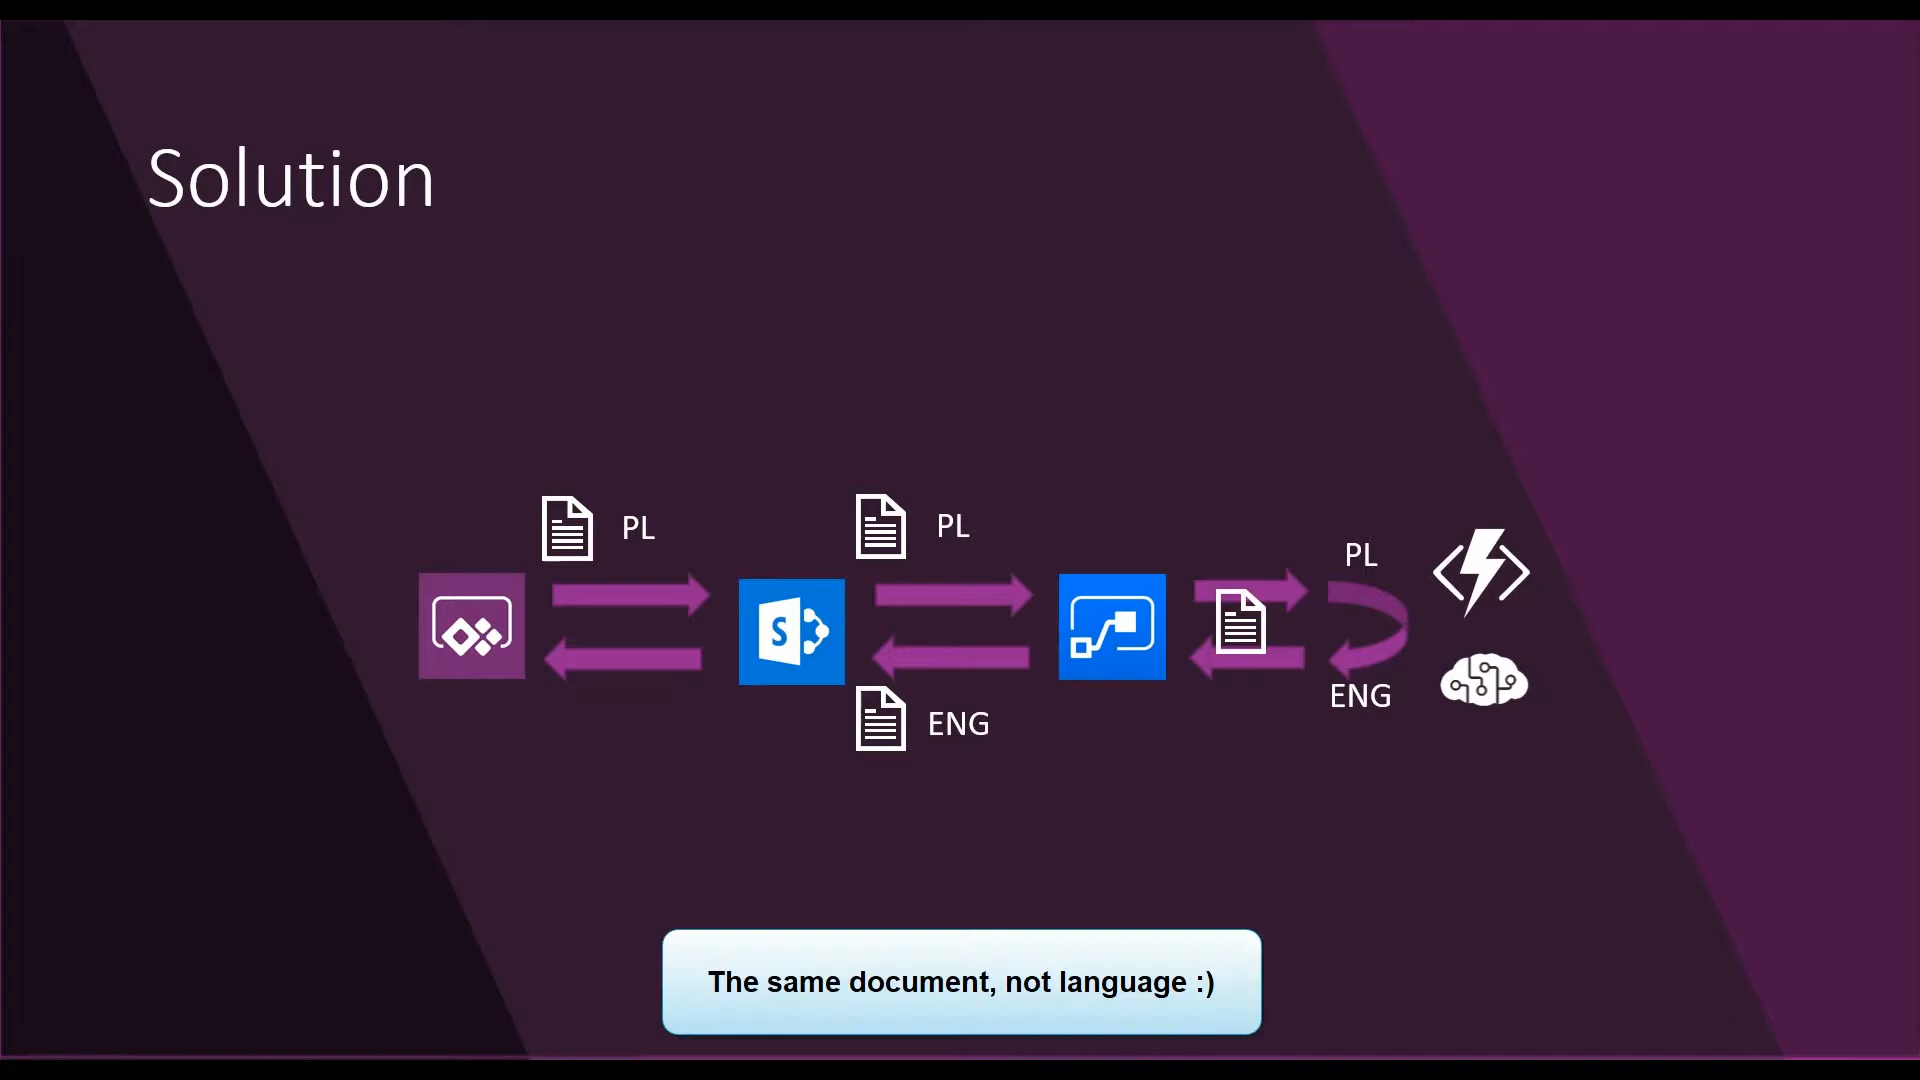 Solution
PL
PL
PL
S
ENG
ENG
The same document, not language :)